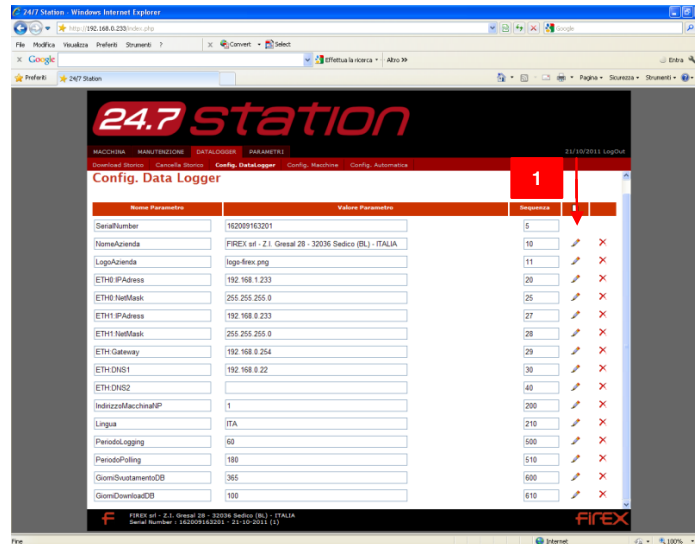 24/7 Station - Windows Internet Explorer
http://192.168.0.233/index.php
Google
File Modifica Visualizza Preferiti Strumenti ?
Convert Select
Google
Effettua la ricerca Altro »
Entra
Preferiti
24/7 Station
Pagina Sicurezza Strumenti
24.7 station
MACCHINA MANUTENZIONE DATALOGGER PARAMETRI
21/10/2011 LogOut
Download Storico Cancella Storico Config. DataLogger Config. Macchine Config. Automatica
Config. Data Logger
1
Nome Parametro Valore Parametro Sequenza
SerialNumber 162009163201 5
NomeAzienda FIREX srl - Z.I. Gresal 28 - 32036 Sedico (BL) - ITALIA 10
LogoAzienda logo-firex.png 11
ETH0:IPAdress 192.168.1.233 20
ETH0:NetMask 255.255.255.0 25
ETH1:IPAdress 192.168.0.233 27
ETH1:NetMask 255.255.255.0 28
ETH:Gateway 192.168.0.254 29
ETH:DNS1 192.168.0.22 30
ETH:DNS2 40
IndirizzoMacchinaNP 1 200
Lingua ITA 210
PeriodoLogging 60 500
PeriodoPolling 180 510
GiorniSvuotamentoDB 365 600
GiorniDownloadDB 100 610
FIREX srl - Z.I. Gresal 28 - 32036 Sedico (BL) - ITALIA
Serial Number : 162009163201 - 21-10-2011 (1)
FIREX
Fine
Internet
100%